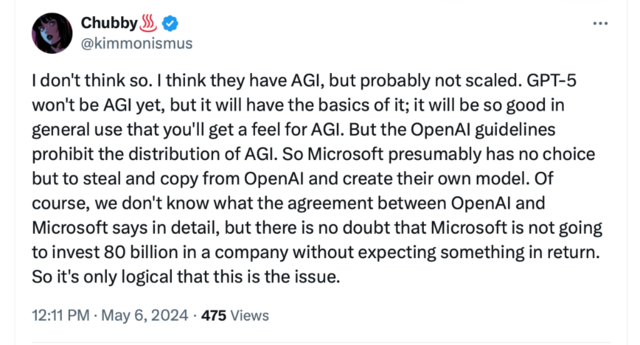 Chubby♨️
@kimmonismus
I don't think so. I think they have AGI, but probably not scaled. GPT-5
won't be AGI yet, but it will have the basics of it; it will be so good in
general use that you'll get a feel for AGI. But the OpenAI guidelines
prohibit the distribution of AGI. So Microsoft presumably has no choice
but to steal and copy from OpenAI and create their own model. Of
course, we don't know what the agreement between OpenAI and
Microsoft says in detail, but there is no doubt that Microsoft is not going
to invest 80 billion in a company without expecting something in return.
So it's only logical that this is the issue.
12:11 PM · May 6, 2024 · 475 Views